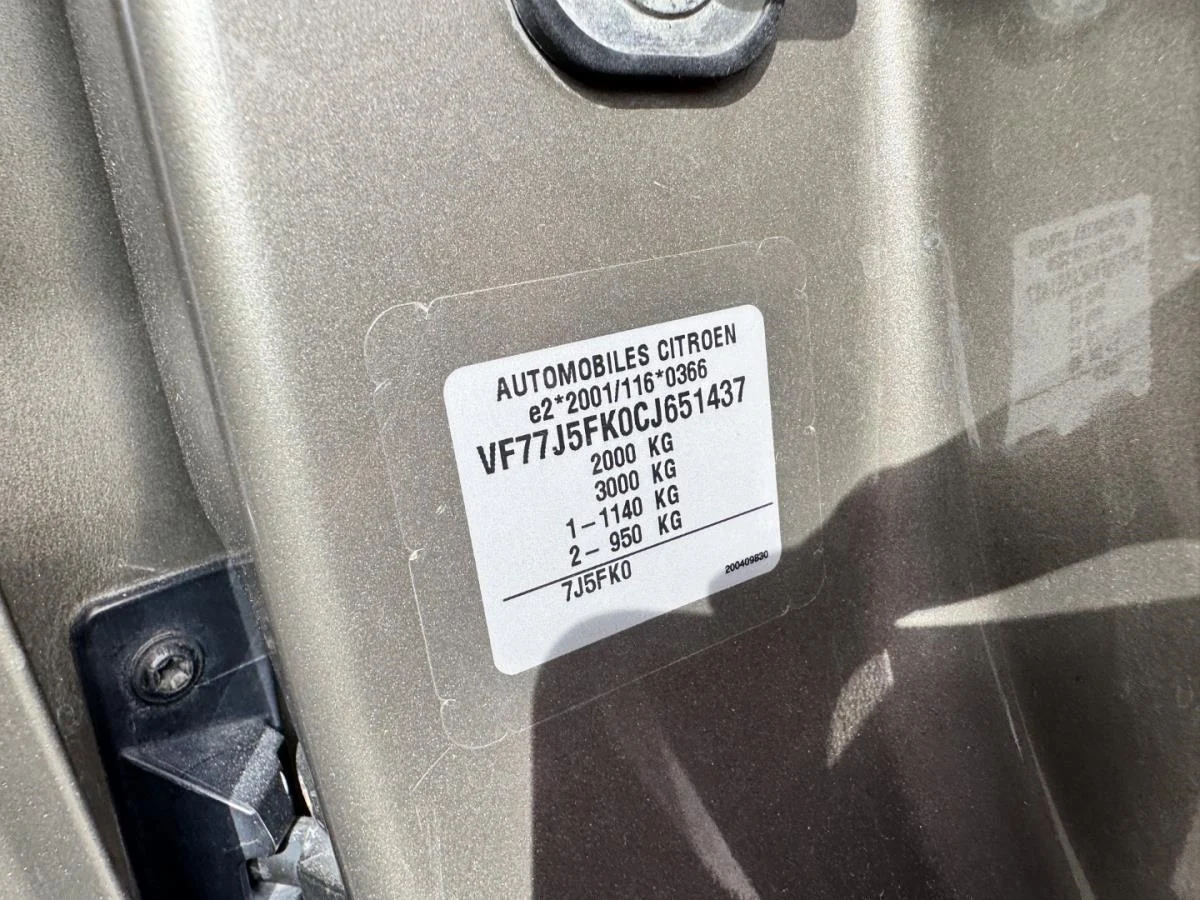 AUTOMOBILES CITROEN
e2*2001/116*0366
VF77J5FK0CJ651437
2000 KG
3000 KG
1-1140 KG
2- 950 KG
7J5FK0
200409830